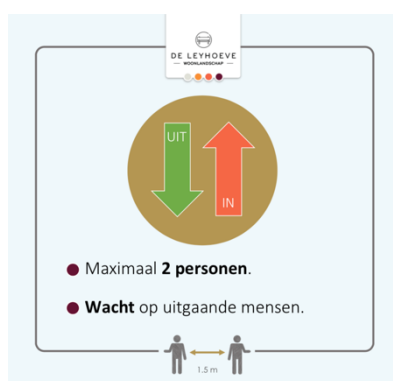 DE LEYHOEVE
WOONLANDSCHAP
UIT
IN
Maximaal 2 personen.
Wacht op uitgaande mensen.
1.5 m